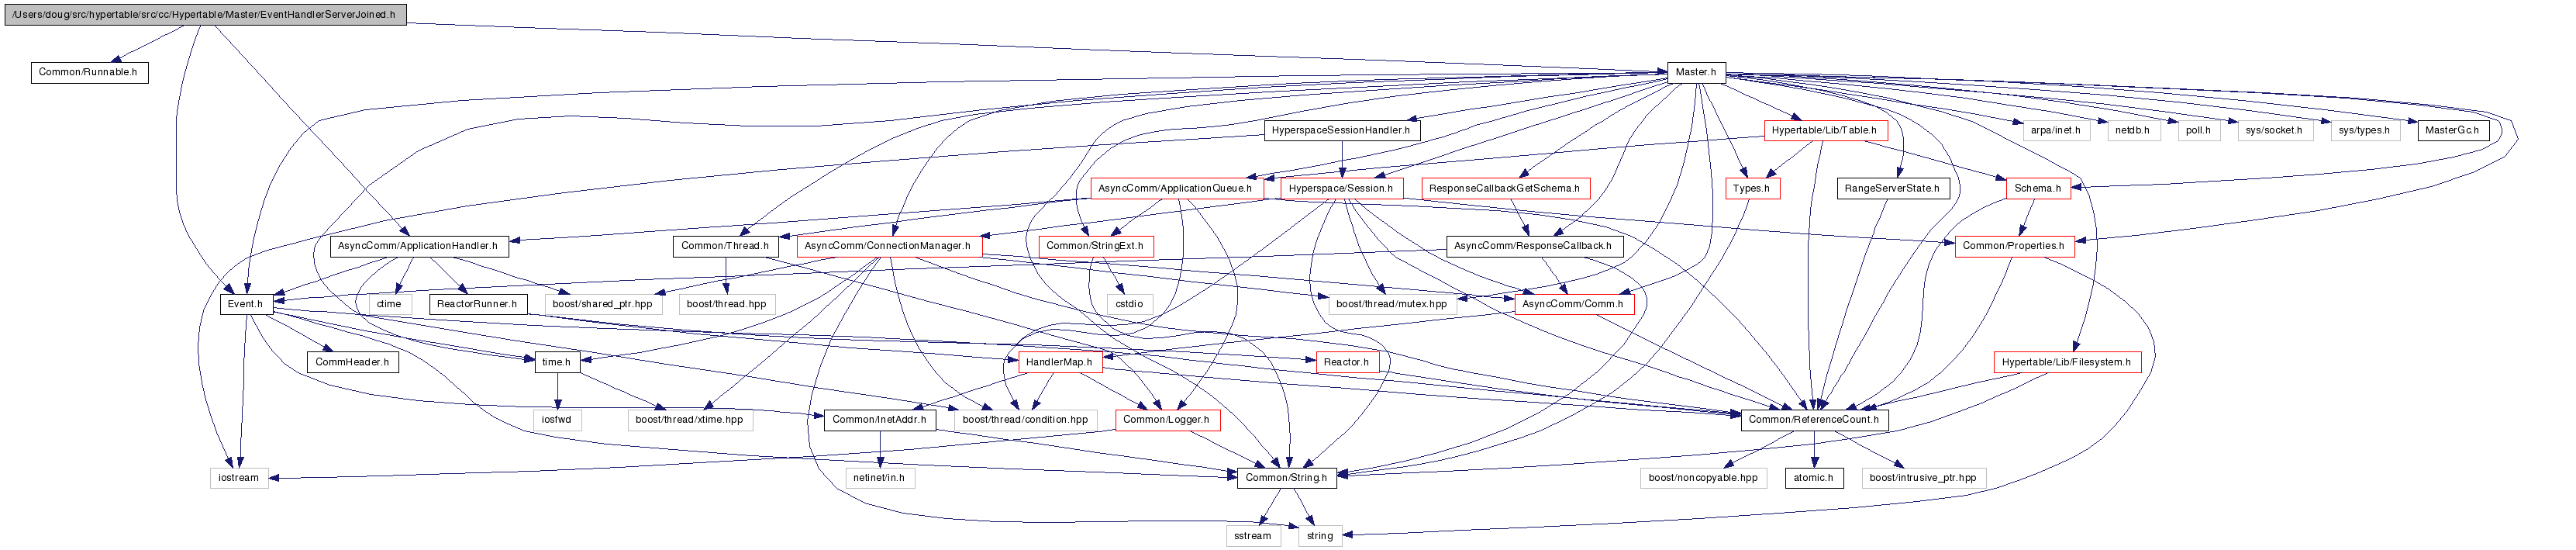 /Users/doug/src/hypertable/src/cc/Hypertable/Master/EventHandlerServerJoined.h
Common/Runnable.h
Master.h
HyperspaceSessionHandler.h
Hypertable/Lib/Table.h
arpa/inet.h
netdb.h
poll.h
sys/socket.h
sys/types.h
MasterGc.h
AsyncComm/ApplicationQueue.h
Hyperspace/Session.h
ResponseCallbackGetSchema.h
Types.h
RangeServerState.h
Schema.h
AsyncComm/ApplicationHandler.h
Common/Thread.h
AsyncComm/ConnectionManager.h
Common/StringExt.h
AsyncComm/ResponseCallback.h
Common/Properties.h
Event.h
ctime
ReactorRunner.h
boost/shared_ptr.hpp
boost/thread.hpp
cstdio
boost/thread/mutex.hpp
AsyncComm/Comm.h
CommHeader.h
time.h
HandlerMap.h
Reactor.h
Hypertable/Lib/Filesystem.h
iosfwd
boost/thread/xtime.hpp
Common/InetAddr.h
boost/thread/condition.hpp
Common/Logger.h
Common/ReferenceCount.h
iostream
netinet/in.h
Common/String.h
boost/noncopyable.hpp
atomic.h
boost/intrusive_ptr.hpp
sstream
string